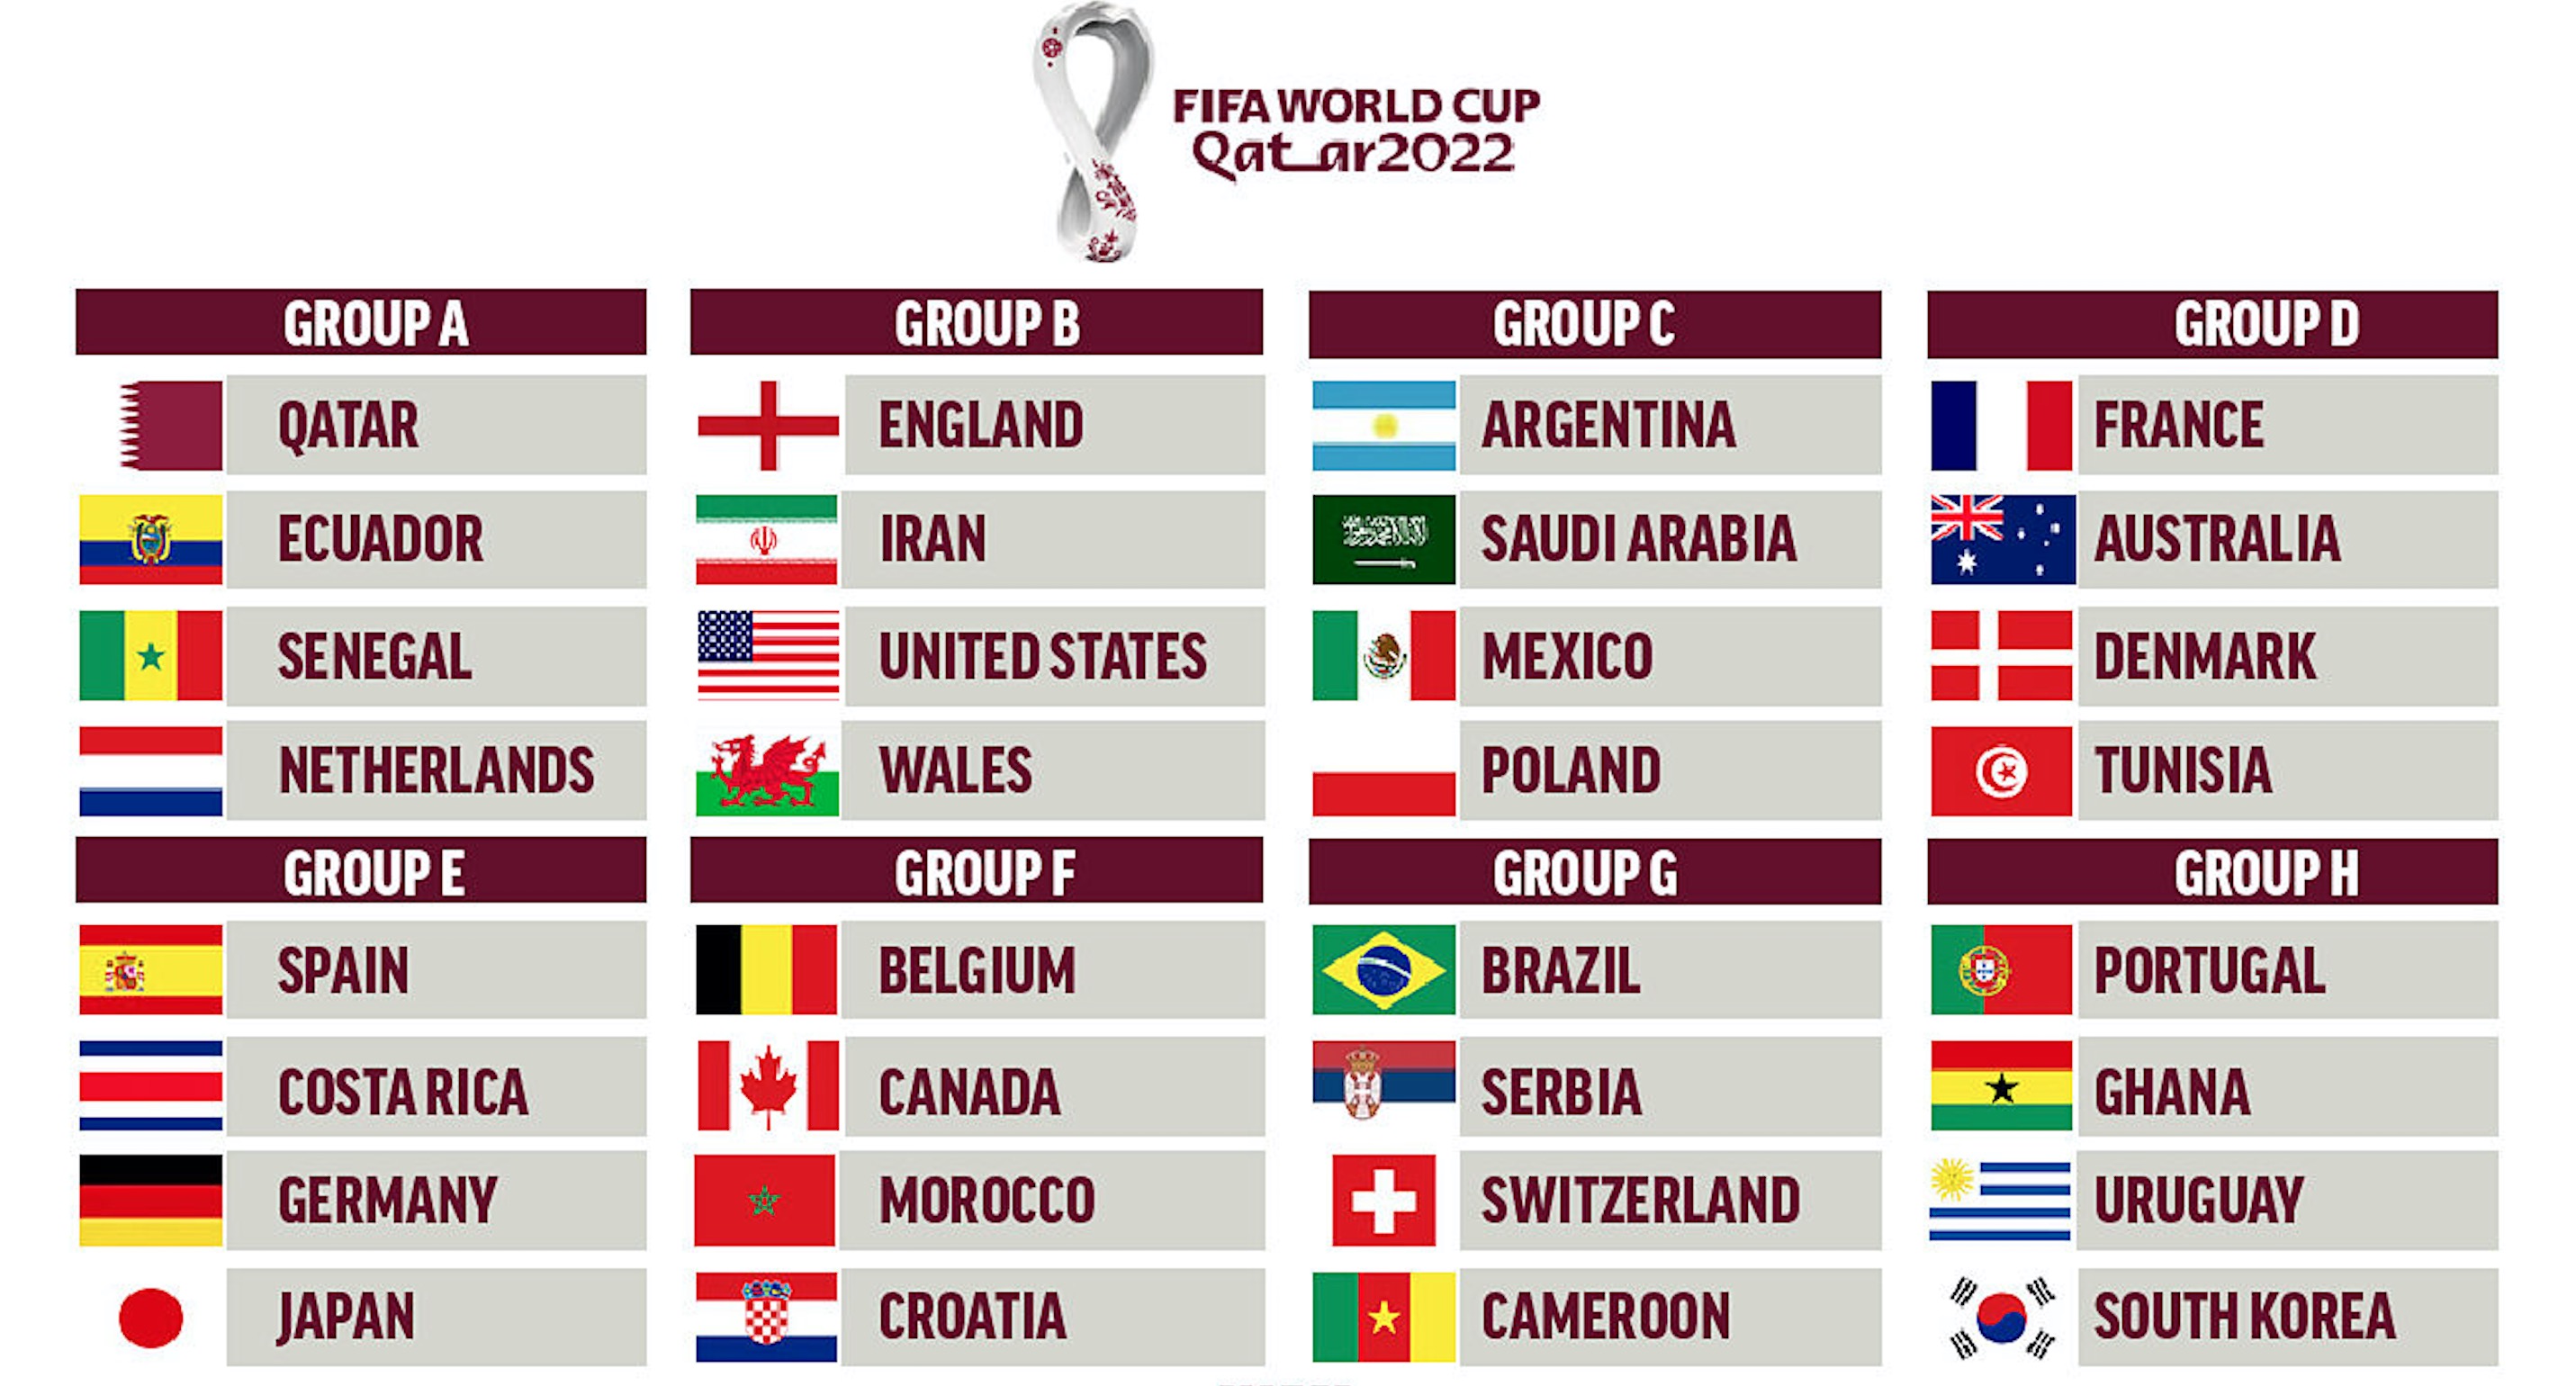 FIFA WORLD CUP
Qatar2022
GROUP A
QATAR
ECUADOR
SENEGAL
NETHERLANDS
GROUP B
ENGLAND
IRAN
UNITED STATES
WALES
GROUP C
ARGENTINA
SAUDI ARABIA
MEXICO
POLAND
GROUP D
FRANCE
AUSTRALIA
DENMARK
TUNISIA
GROUP E
SPAIN
COSTA RICA
GERMANY
JAPAN
GROUP F
BELGIUM
CANADA
MOROCCO
CROATIA
GROUP G
BRAZIL
SERBIA
SWITZERLAND
CAMEROON
GROUP H
PORTUGAL
GHANA
URUGUAY
SOUTH KOREA